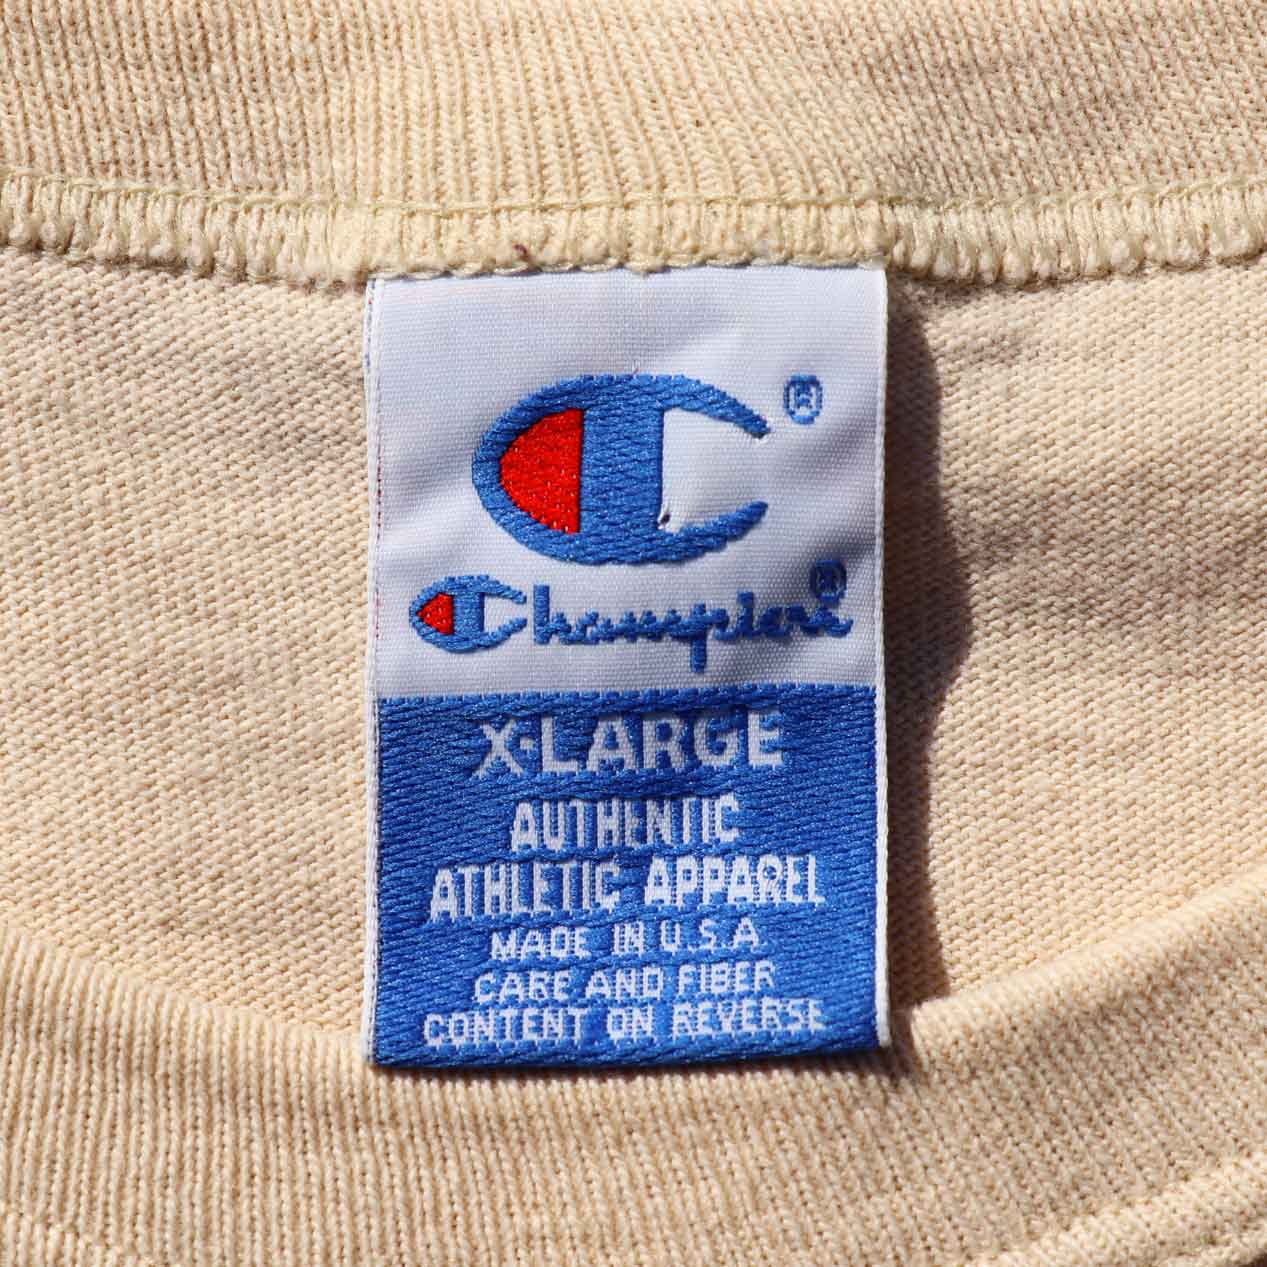 C®
Champion®
X-LARGE
AUTHENTIC
ATHLETIC APPAREL
MADE IN U.S.A.
CARE AND FIBER
CONTENT ON REVERSE